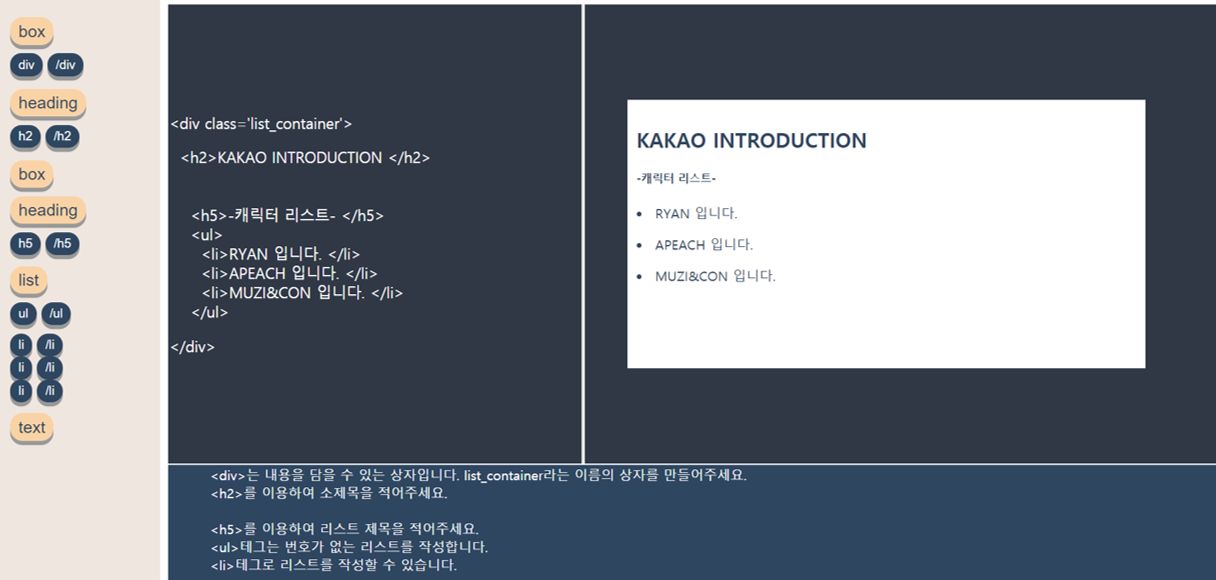 box
div /div
heading
h2 /h2
box
heading
h5 /h5
list
ul /ul
li /li
li /li
li /li
text
<div class='list_container'>
<h2>KAKAO INTRODUCTION </h2>
<h5>-캐릭터 리스트- </h5>
<ul>
<li>RYAN 입니다. </li>
<li>APEACH 입니다. </li>
<li>MUZI&CON 입니다. </li>
</ul>
</div>
KAKAO INTRODUCTION
-캐릭터 리스트-
• RYAN 입니다.
• APEACH 입니다.
• MUZI&CON 입니다.
<div>는 내용을 담을 수 있는 상자입니다. list_container라는 이름의 상자를 만들어주세요.
<h2>를 이용하여 소제목을 적어주세요.
<h5>를 이용하여 리스트 제목을 적어주세요.
<ul>테그는 번호가 없는 리스트를 작성합니다.
<li>테그로 리스트를 작성할 수 있습니다.